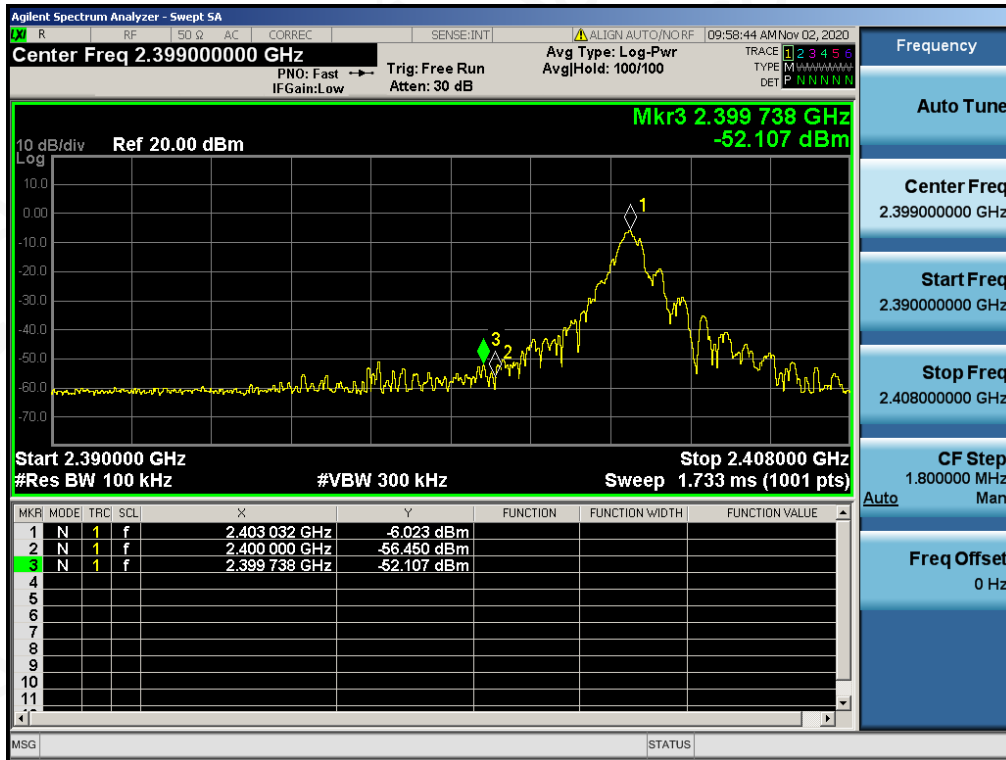 Agilent Spectrum Analyzer - Swept SA
LXI R RF 50 Ω AC CORREC SENSE:INT ALIGN AUTO/NO RF 09:58:44 AM Nov 02, 2020
Center Freq 2.399000000 GHz
PNO: Fast
IFGain:Low
Trig: Free Run
Atten: 30 dB
Avg Type: Log-Pwr
Avg|Hold: 100/100
TRACE 1 2 3 4 5 6
TYPE M WWWWW
DET P N N N N N
Mkr3 2.399 738 GHz
-52.107 dBm
10 dB/div Ref 20.00 dBm
Log
10.0
0.00
-10.0
-20.0
-30.0
-40.0
-50.0
-60.0
-70.0
1
3
2
Start 2.390000 GHz Stop 2.408000 GHz
#Res BW 100 kHz #VBW 300 kHz Sweep 1.733 ms (1001 pts)
MKR MODE TRC SCL X Y FUNCTION FUNCTION WIDTH FUNCTION VALUE
1 N 1 f 2.403 032 GHz -6.023 dBm
2 N 1 f 2.400 000 GHz -56.450 dBm
3 N 1 f 2.399 738 GHz -52.107 dBm
4
5
6
7
8
9
10
11
MSG STATUS
Frequency
Auto Tune
Center Freq
2.399000000 GHz
Start Freq
2.390000000 GHz
Stop Freq
2.408000000 GHz
CF Step
1.800000 MHz
Auto Man
Freq Offset
0 Hz